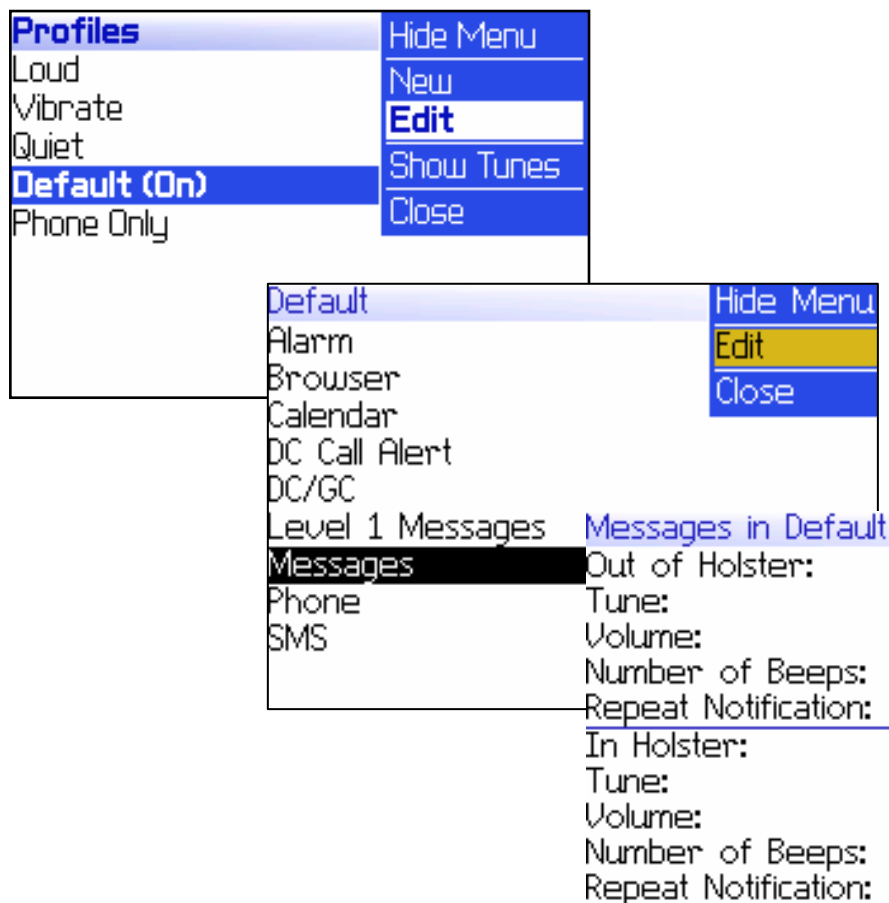 Profiles
Loud
Vibrate
Quiet
Default (On)
Phone Only
Hide Menu
New
Edit
Show Tunes
Close
Default
Alarm
Browser
Calendar
DC Call Alert
DC/GC
Level 1 Messages
Messages
Phone
SMS
Hide Menu
Edit
Close
Messages in Default
Out of Holster:
Tune:
Volume:
Number of Beeps:
Repeat Notification:
In Holster:
Tune:
Volume:
Number of Beeps:
Repeat Notification: